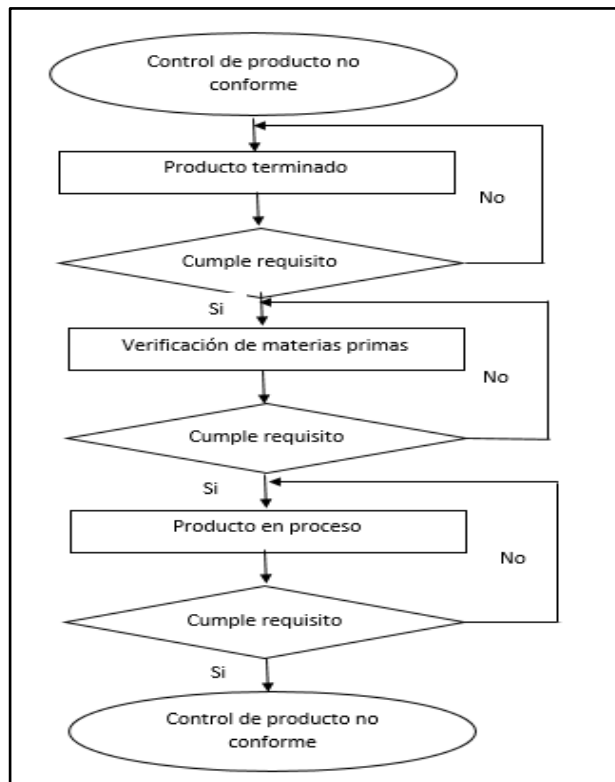 Control de producto no
conforme
Producto terminado
No
Cumple requisito
Si
Verificación de materias primas
No
Cumple requisito
Si
Producto en proceso
No
Cumple requisito
Si
Control de producto no
conforme